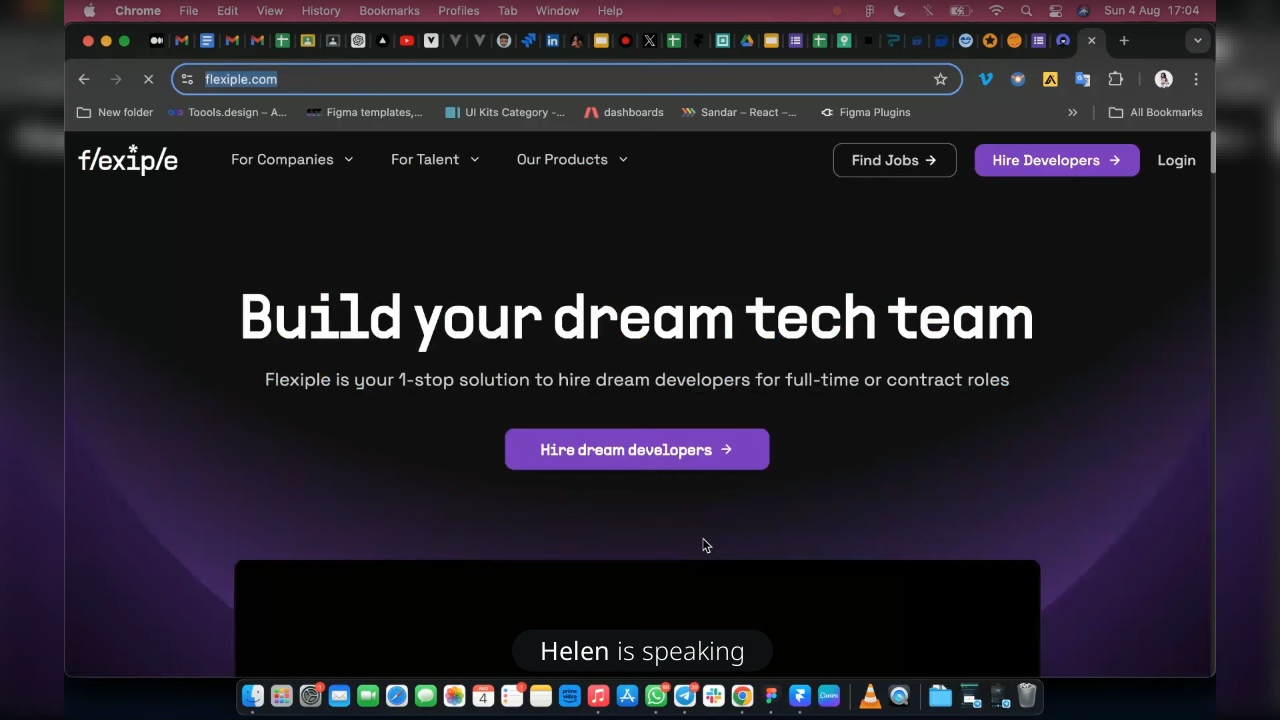 Chrome File Edit View History Bookmarks Profiles Tab Window Help Sun 4 Aug 17:04
flexiple.com
New folder Toools.design – A... Figma templates,... UI Kits Category -... dashboards Sandar – React –... Figma Plugins » All Bookmarks
f/exip/e For Companies For Talent Our Products Find Jobs → Hire Developers → Login
Build your dream tech team
Flexiple is your 1-stop solution to hire dream developers for full-time or contract roles
Hire dream developers →
Helen is speaking